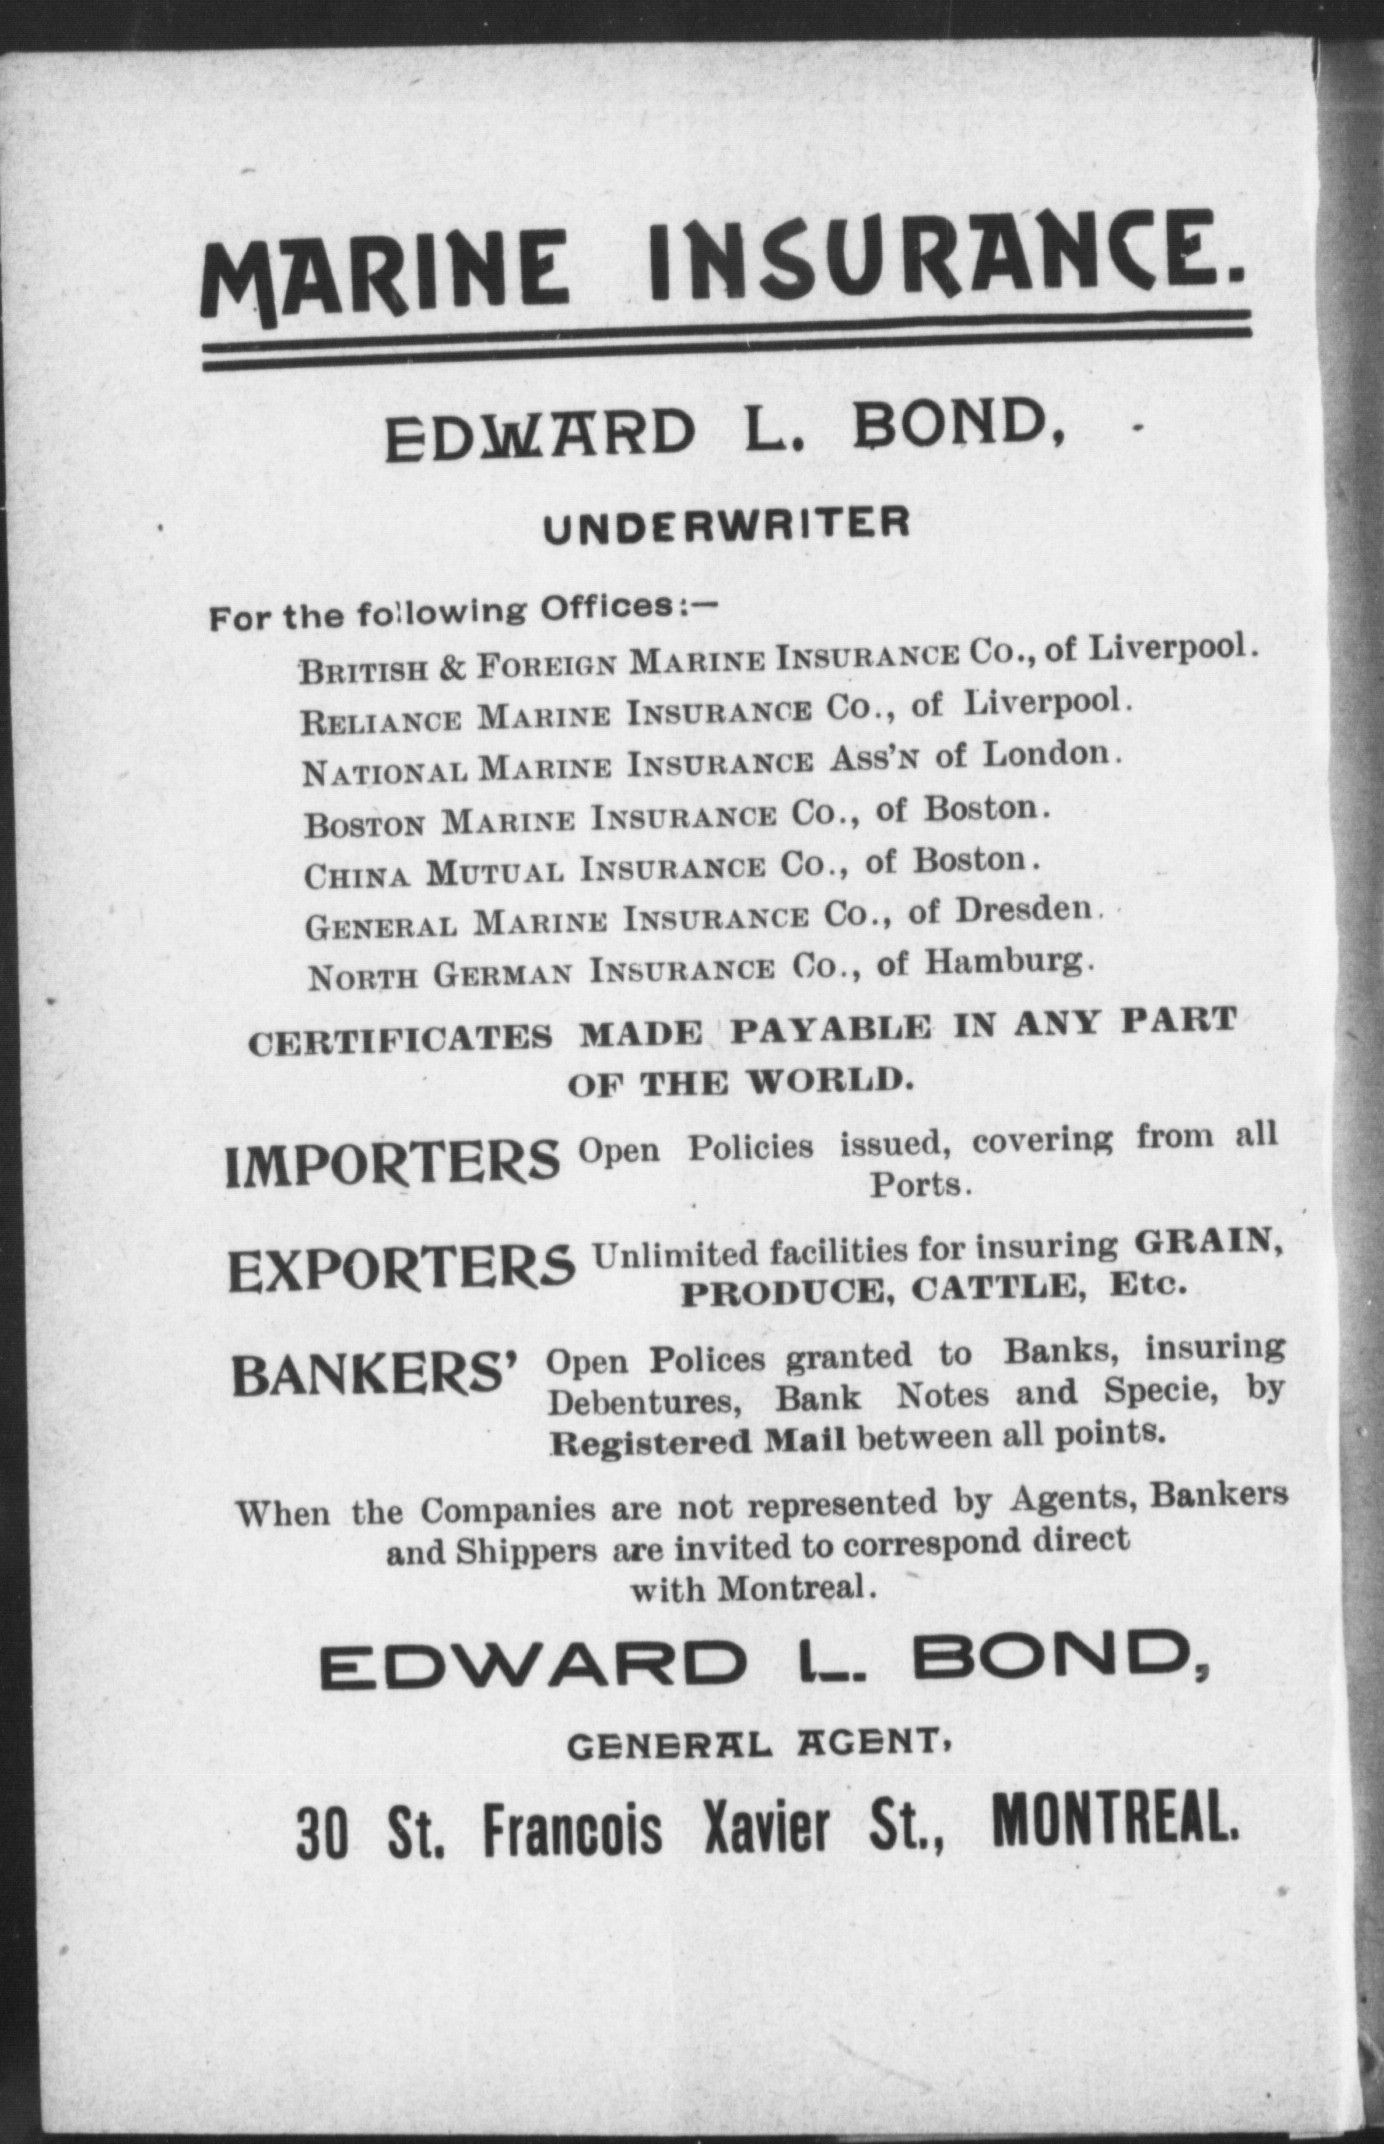 MARINE INSURANCE.
EDWARD L. BOND,
UNDERWRITER
For the following Offices:—
BRITISH & FOREIGN MARINE INSURANCE CO., of Liverpool.
RELIANCE MARINE INSURANCE CO., of Liverpool.
NATIONAL MARINE INSURANCE ASS'N of London.
BOSTON MARINE INSURANCE CO., of Boston.
CHINA MUTUAL INSURANCE CO., of Boston.
GENERAL MARINE INSURANCE CO., of Dresden.
NORTH GERMAN INSURANCE CO., of Hamburg.
CERTIFICATES MADE PAYABLE IN ANY PART
OF THE WORLD.
IMPORTERS Open Policies issued, covering from all
Ports.
EXPORTERS Unlimited facilities for insuring GRAIN,
PRODUCE, CATTLE, Etc.
BANKERS' Open Polices granted to Banks, insuring
Debentures, Bank Notes and Specie, by
Registered Mail between all points.
When the Companies are not represented by Agents, Bankers
and Shippers are invited to correspond direct
with Montreal.
EDWARD L. BOND,
GENERAL AGENT,
30 St. Francois Xavier St., MONTREAL.